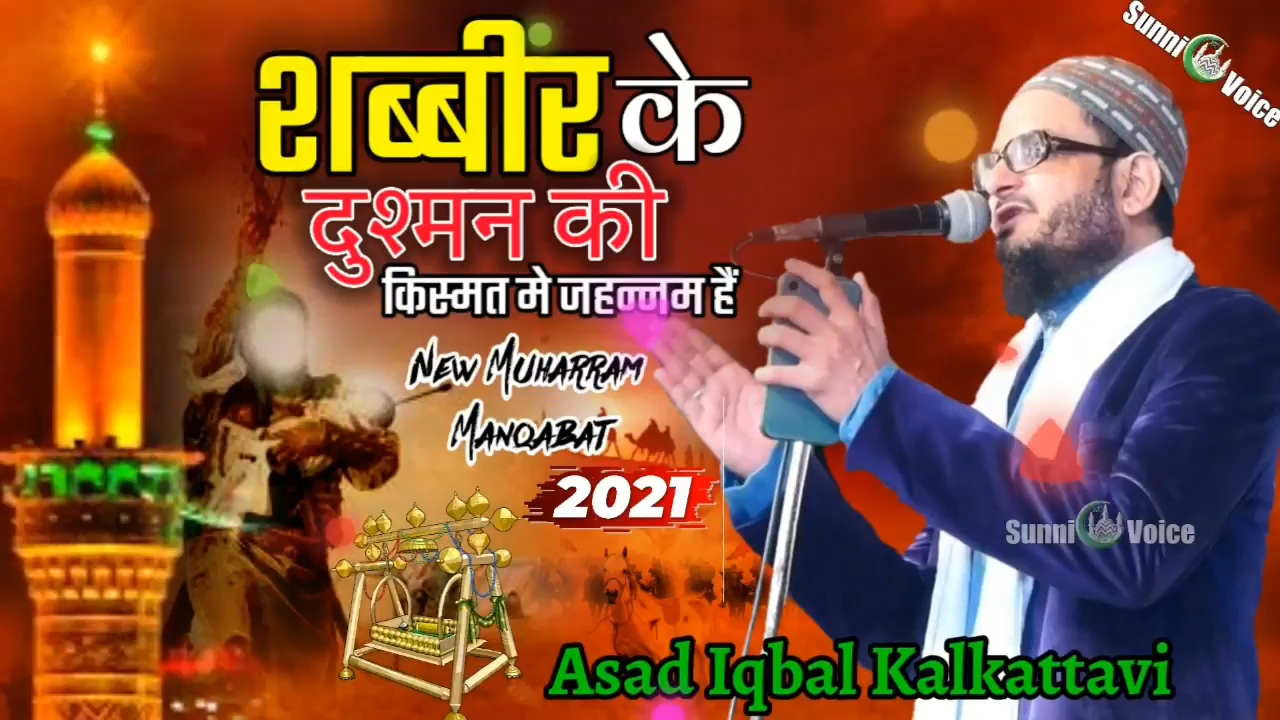 Sunni Voice
शब्बीर के
दुश्मन की
किस्मत मे जहन्नम हैं
New Muharram
Manqabat
2021
Sunni Voice
Asad Iqbal Kalkattavi